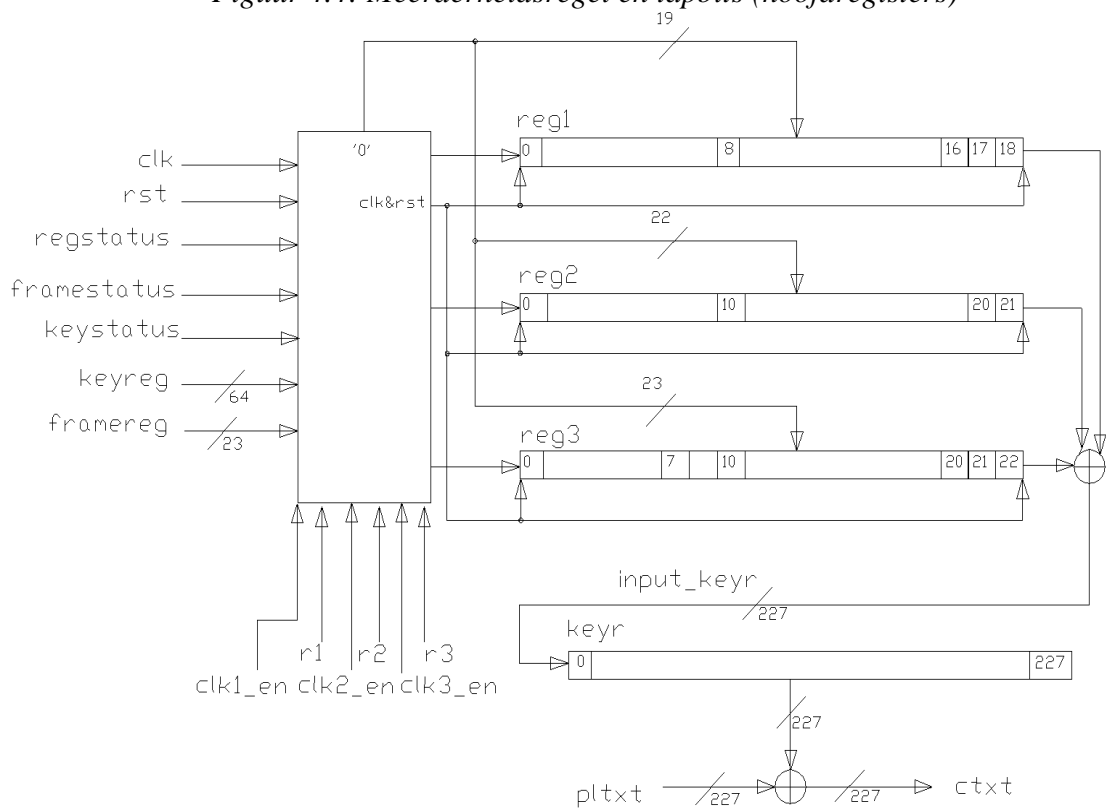 Figuur 4.4: Meerderheidsregel en tapbits (hoofdregisters)
19
reg1
'0'
0
8
16
17
18
clk
rst
clk&rst
regstatus
22
reg2
framestatus
0
10
20
21
keystatus
keyreg
64
23
framereg
23
reg3
0
7
10
20
21
22
input_keyr
227
keyr
0
227
r1
r2
r3
clk1_en
clk2_en
clk3_en
227
pltxt
227
227
ctxt